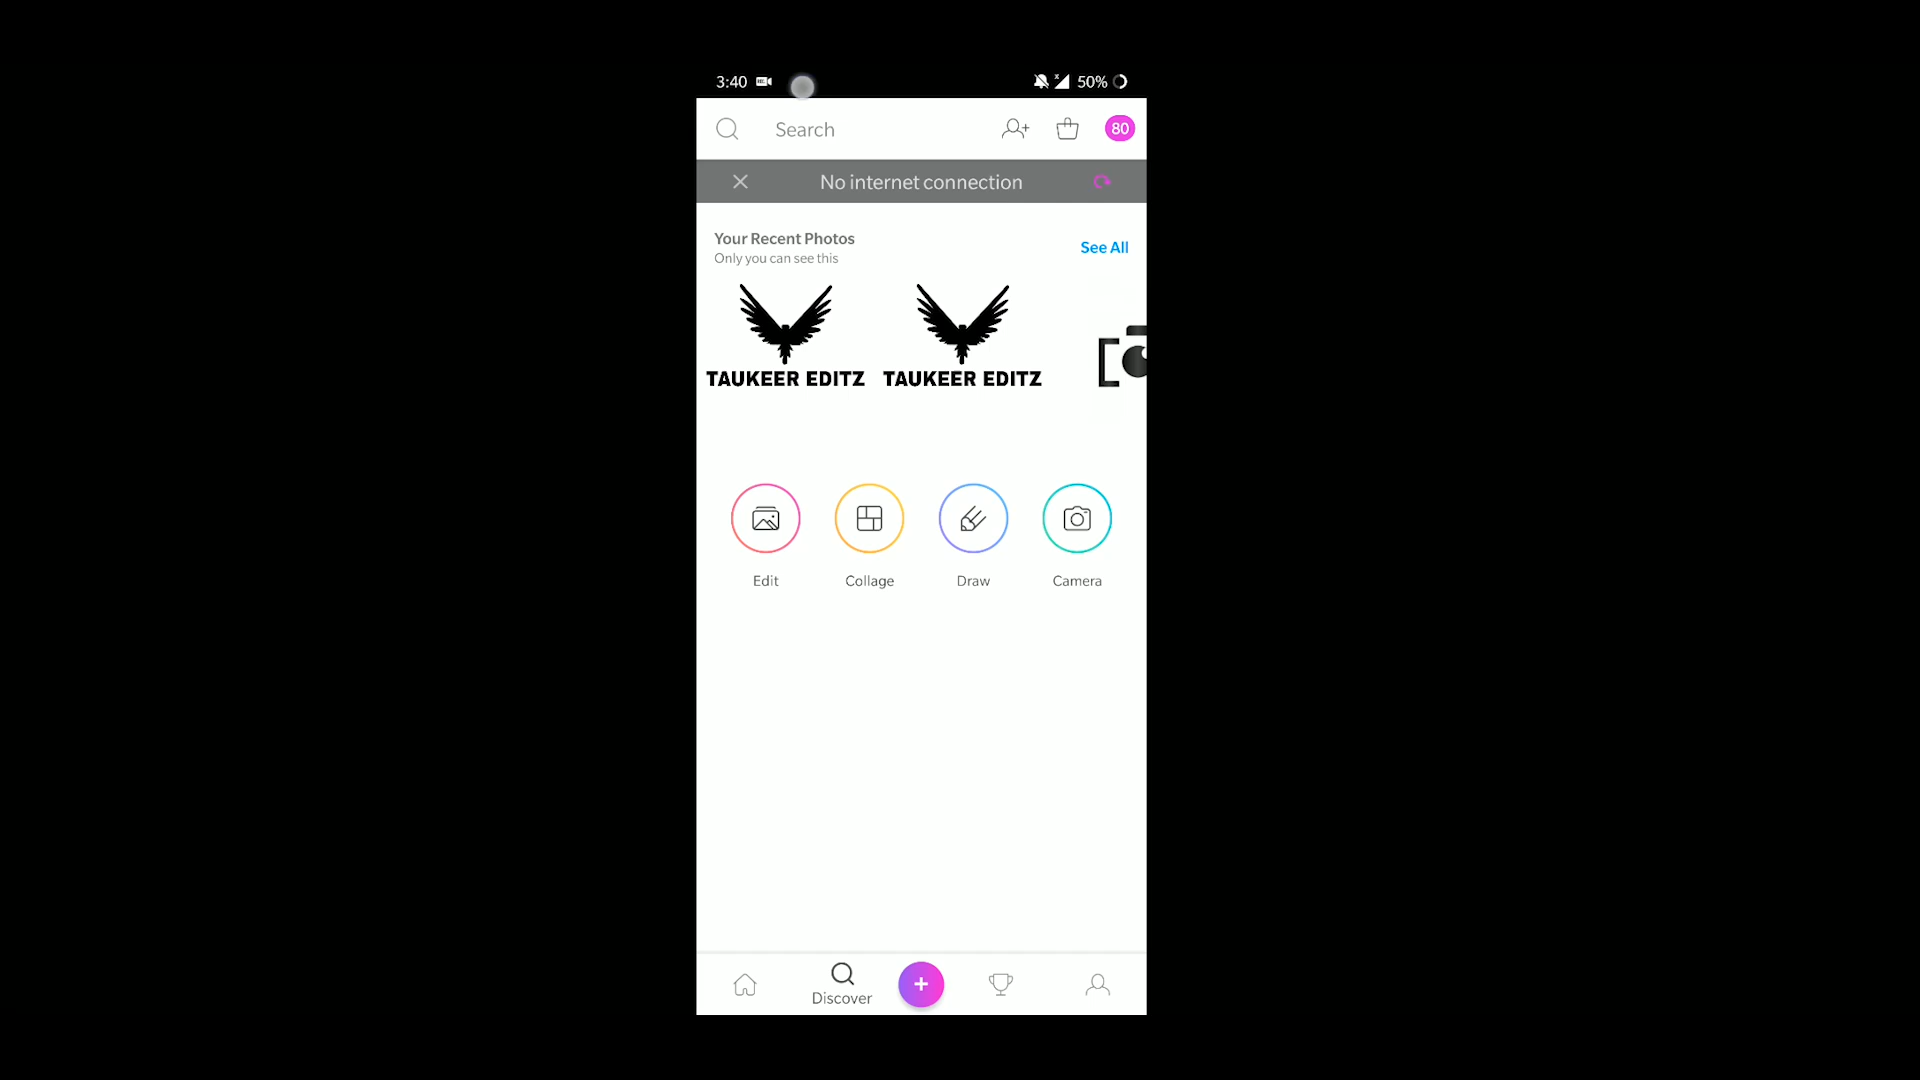 3:40 50%
Search 80
No internet connection
Your Recent Photos
Only you can see this
See All
TAUKEER EDITZ TAUKEER EDITZ
Edit Collage Draw Camera
Discover